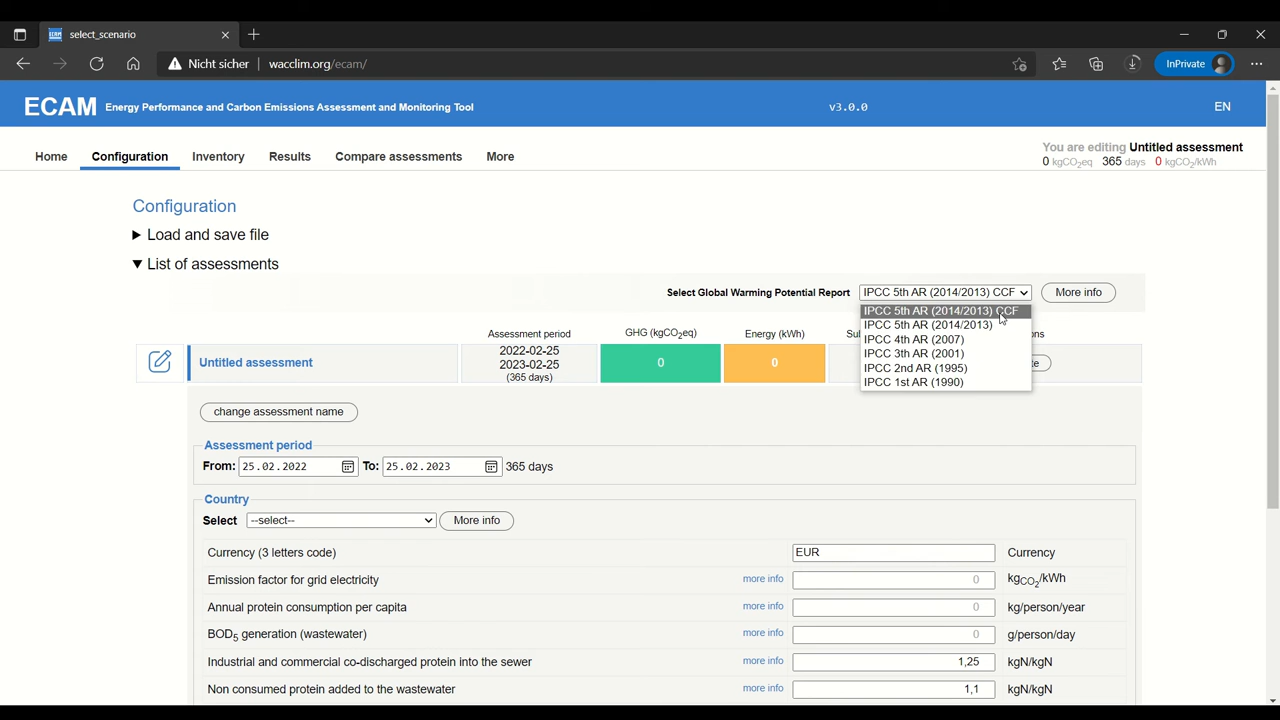 select_scenario
Nicht sicher wacclim.org/ecam/ InPrivate
ECAM Energy Performance and Carbon Emissions Assessment and Monitoring Tool v3.0.0 EN
Home Configuration Inventory Results Compare assessments More
You are editing Untitled assessment
0 kgCO2eq 365 days 0 kgCO2/kWh
Configuration
Load and save file
List of assessments
Select Global Warming Potential Report IPCC 5th AR (2014/2013) CCF More info
IPCC 5th AR (2014/2013) CCF
IPCC 5th AR (2014/2013)
IPCC 4th AR (2007)
IPCC 3th AR (2001)
IPCC 2nd AR (1995)
IPCC 1st AR (1990)
Assessment period GHG (kgCO2eq) Energy (kWh)
Untitled assessment 2022-02-25 0 0
2023-02-25
(365 days)
change assessment name
Assessment period
From: 25.02.2022 To: 25.02.2023 365 days
Country
Select --select-- More info
Currency (3 letters code) EUR Currency
Emission factor for grid electricity more info 0 kgCO2/kWh
Annual protein consumption per capita more info 0 kg/person/year
BOD5 generation (wastewater) more info 0 g/person/day
Industrial and commercial co-discharged protein into the sewer more info 1,25 kgN/kgN
Non consumed protein added to the wastewater more info 1,1 kgN/kgN